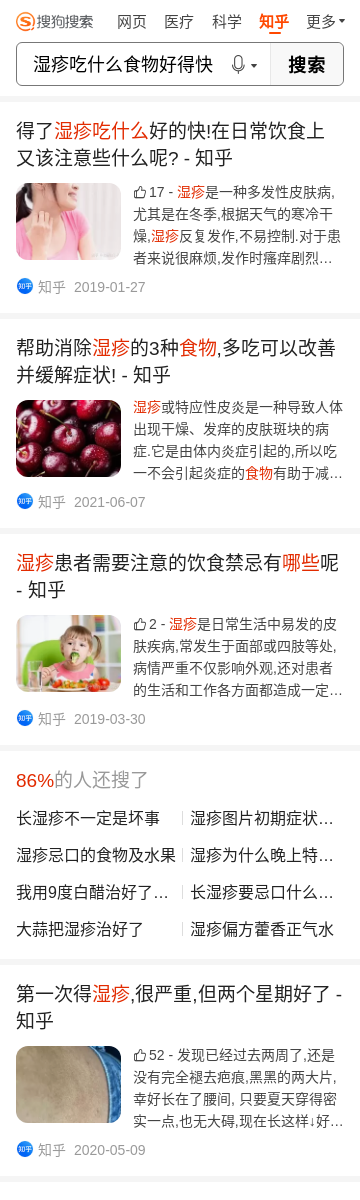 搜狗搜索 网页 医疗 科学 知乎 更多
湿疹吃什么食物好得快 搜索
得了湿疹吃什么好的快!在日常饮食上
又该注意些什么呢? - 知乎
17 - 湿疹是一种多发性皮肤病,
尤其是在冬季,根据天气的寒冷干
燥,湿疹反复发作,不易控制.对于患
者来说很麻烦,发作时瘙痒剧烈…
知乎 知乎 2019-01-27
帮助消除湿疹的3种食物,多吃可以改善
并缓解症状! - 知乎
湿疹或特应性皮炎是一种导致人体
出现干燥、发痒的皮肤斑块的病
症.它是由体内炎症引起的,所以吃
一不会引起炎症的食物有助于减…
知乎 知乎 2021-06-07
湿疹患者需要注意的饮食禁忌有哪些呢
- 知乎
2 - 湿疹是日常生活中易发的皮
肤疾病,常发生于面部或四肢等处,
病情严重不仅影响外观,还对患者
的生活和工作各方面都造成一定…
知乎 知乎 2019-03-30
86%的人还搜了
长湿疹不一定是坏事 湿疹图片初期症状…
湿疹忌口的食物及水果 湿疹为什么晚上特…
我用9度白醋治好了… 长湿疹要忌口什么…
大蒜把湿疹治好了 湿疹偏方藿香正气水
第一次得湿疹,很严重,但两个星期好了 -
知乎
52 - 发现已经过去两周了,还是
没有完全褪去疤痕,黑黑的两大片,
幸好长在了腰间, 只要夏天穿得密
实一点,也无大碍,现在长这样↓好…
知乎 知乎 2020-05-09